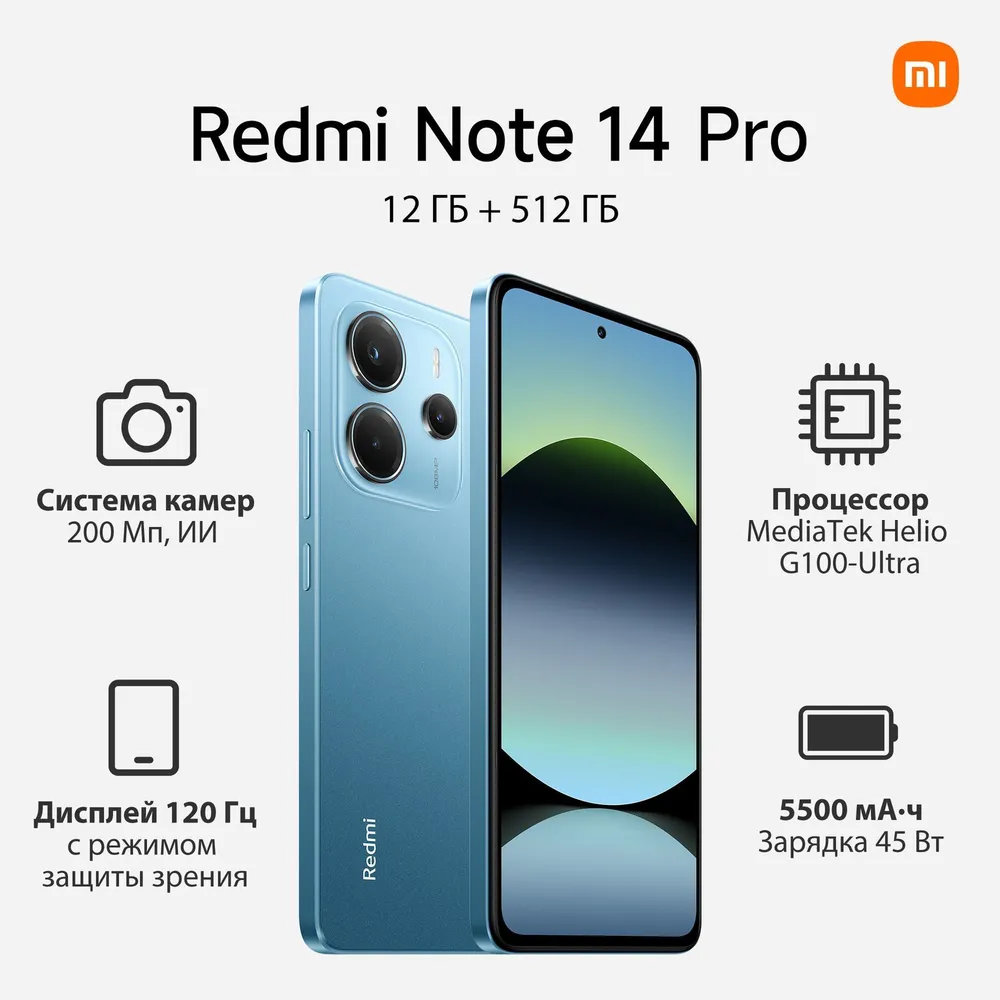 mi
Redmi Note 14 Pro
12 ГБ + 512 ГБ
Система камер
200 Мп, ИИ
Процессор
MediaTek Helio
G100-Ultra
Дисплей 120 Гц
с режимом
защиты зрения
5500 мА·ч
Зарядка 45 Вт
108MP
Redmi